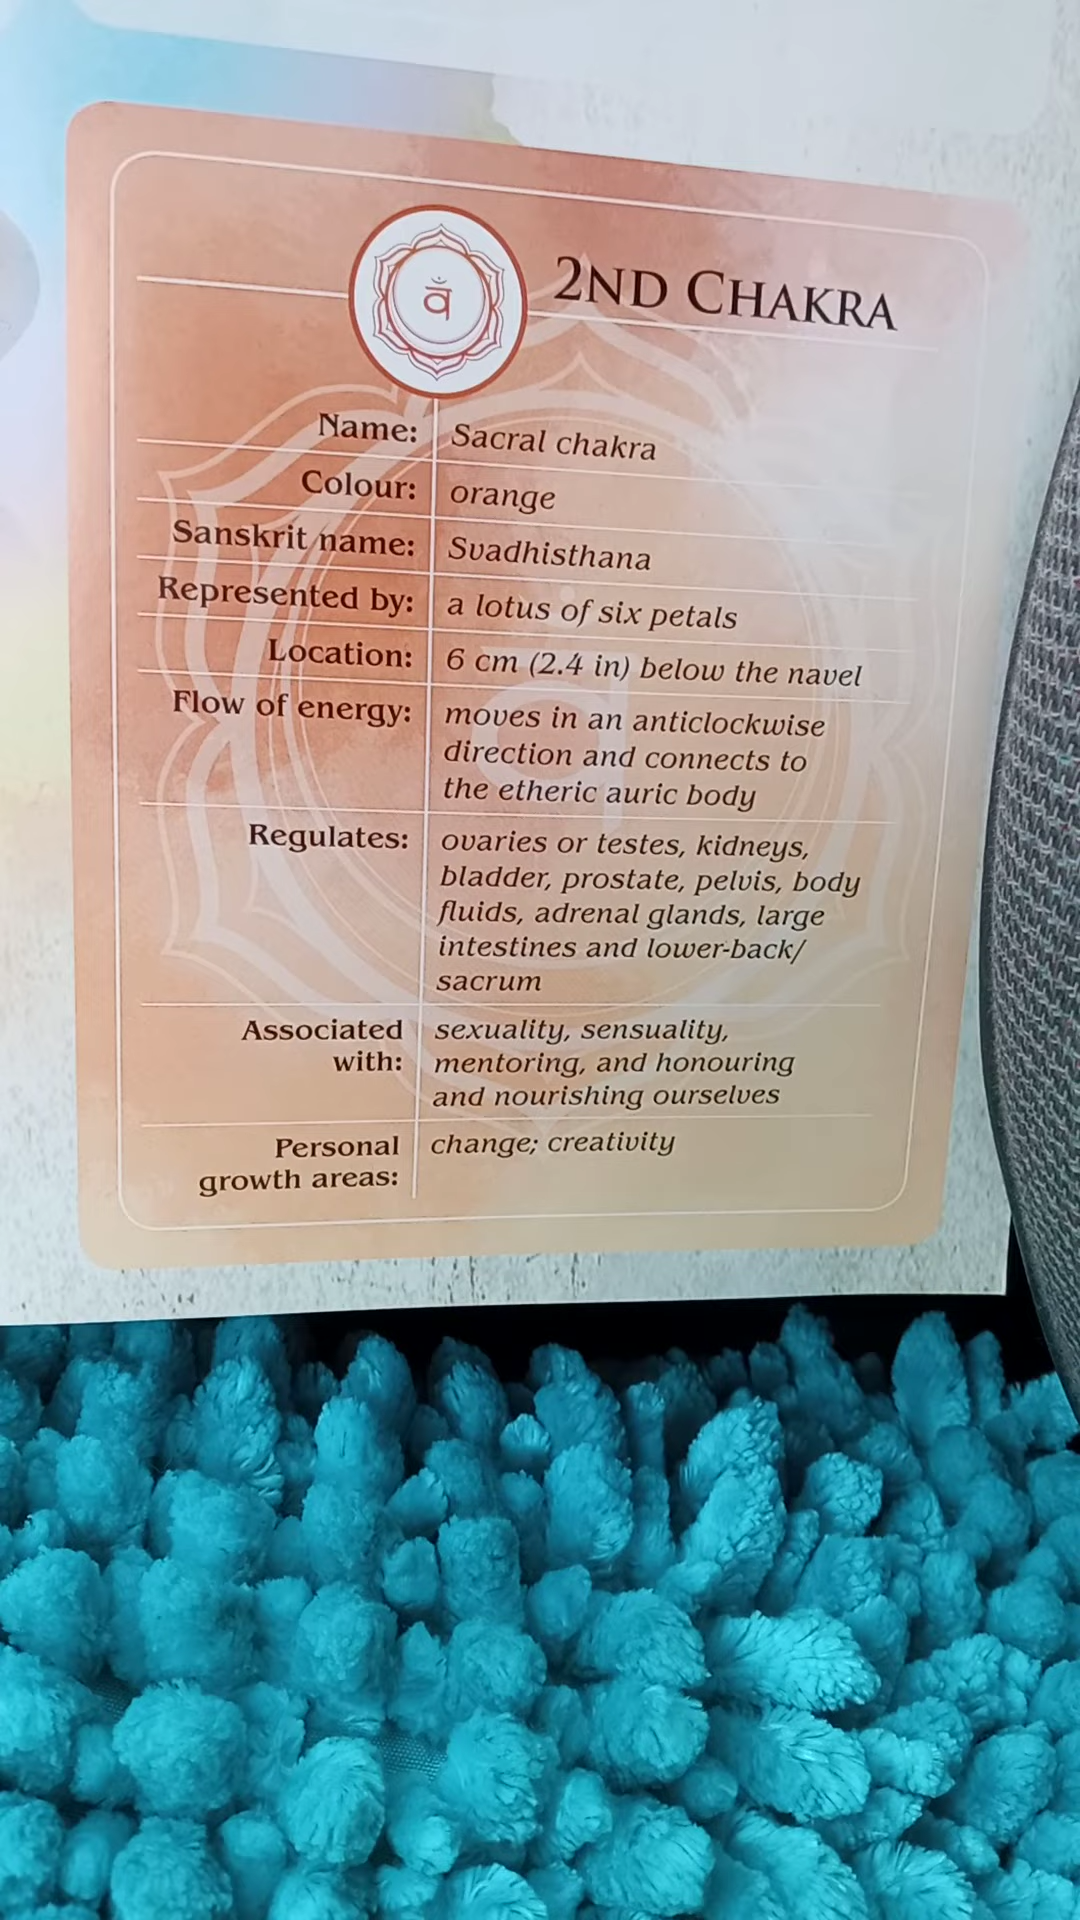 वं
2ND CHAKRA
Name: Sacral chakra
Colour: orange
Sanskrit name: Svadhisthana
Represented by: a lotus of six petals
Location: 6 cm (2.4 in) below the navel
Flow of energy: moves in an anticlockwise
direction and connects to
the etheric auric body
Regulates: ovaries or testes, kidneys,
bladder, prostate, pelvis, body
fluids, adrenal glands, large
intestines and lower-back/
sacrum
Associated with: sexuality, sensuality,
mentoring, and honouring
and nourishing ourselves
Personal growth areas: change; creativity